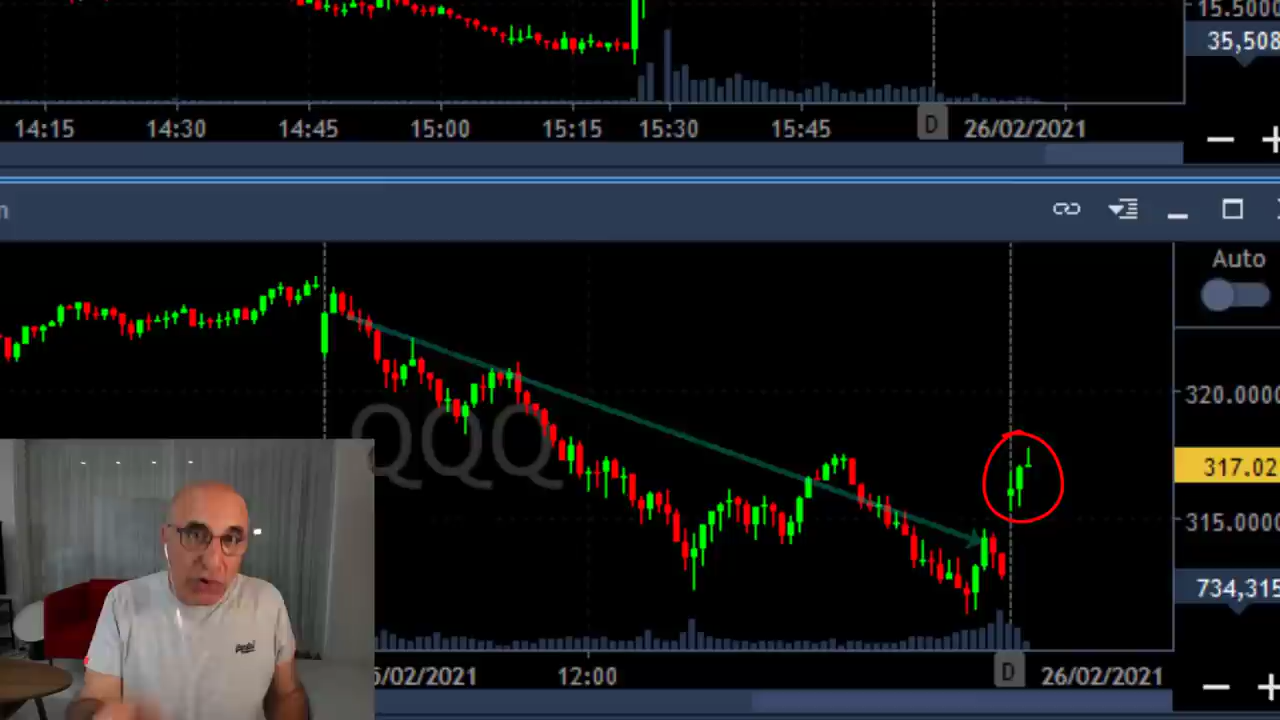 15.5000
35,508
14:15 14:30 14:45 15:00 15:15 15:30 15:45 D 26/02/2021
Auto
QQQ
320.0000
317.02
315.0000
734,315
/02/2021 12:00 D 26/02/2021